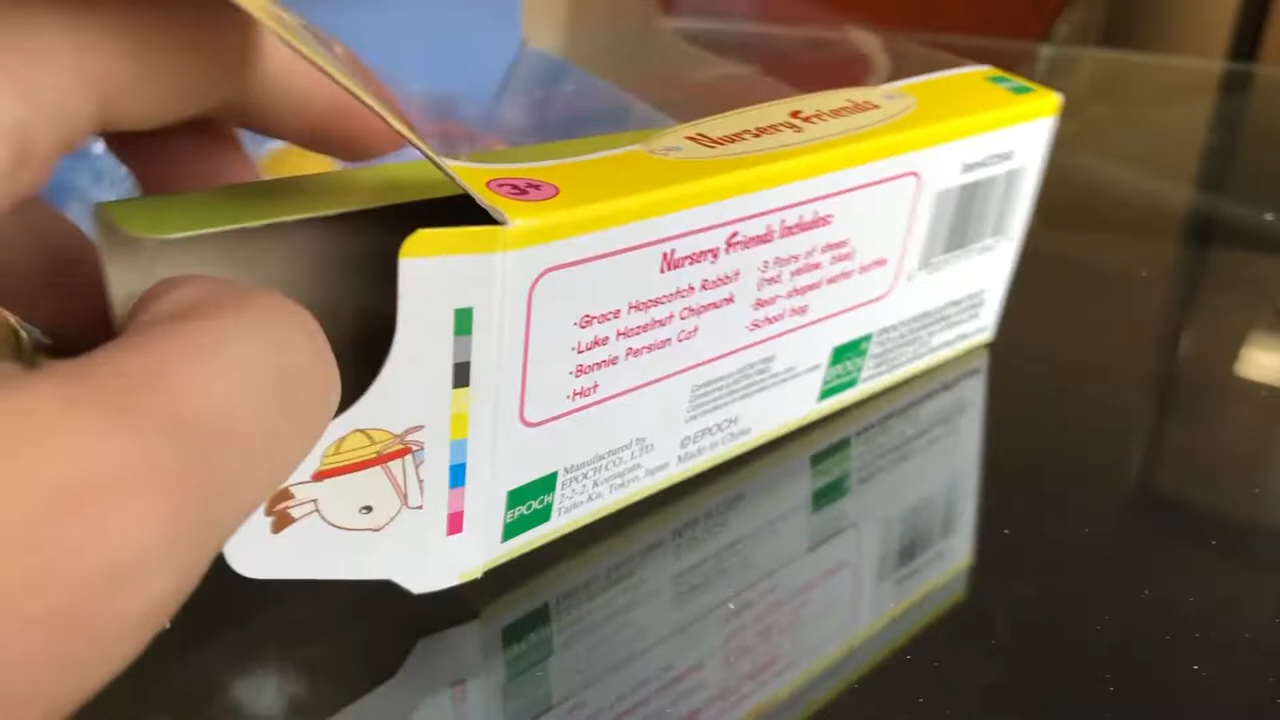 Nursery Friends
3+
Nursery Friends Includes:
·Grace Hopscotch Rabbit
·Luke Hazelnut Chipmunk
·Bonnie Persian Cat
·Hat
·3 Pairs of shoes
(red, yellow, blue)
·Bear-shaped water bottle
·School bag
EPOCH
Manufactured by
EPOCH CO., LTD.
2-2-2, Komagata,
Taito-Ku, Tokyo, Japan
©EPOCH
Made in China
EPOCH